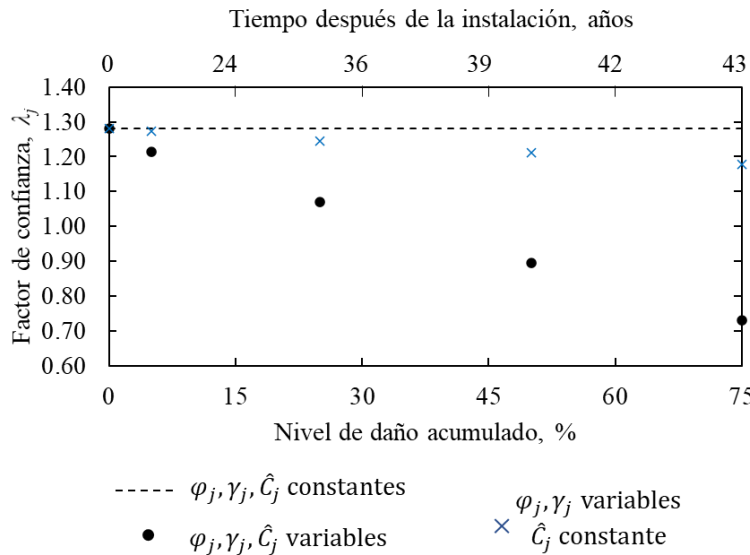 Tiempo después de la instalación, años
0 24 36 39 42 43
1.40
1.30
1.20
1.10
1.00
0.90
0.80
0.70
0.60
Factor de confianza, λⱼ
0 15 30 45 60 75
Nivel de daño acumulado, %
φⱼ, γⱼ, Ĉⱼ constantes
φⱼ, γⱼ, Ĉⱼ variables
φⱼ, γⱼ variables
Ĉⱼ constante